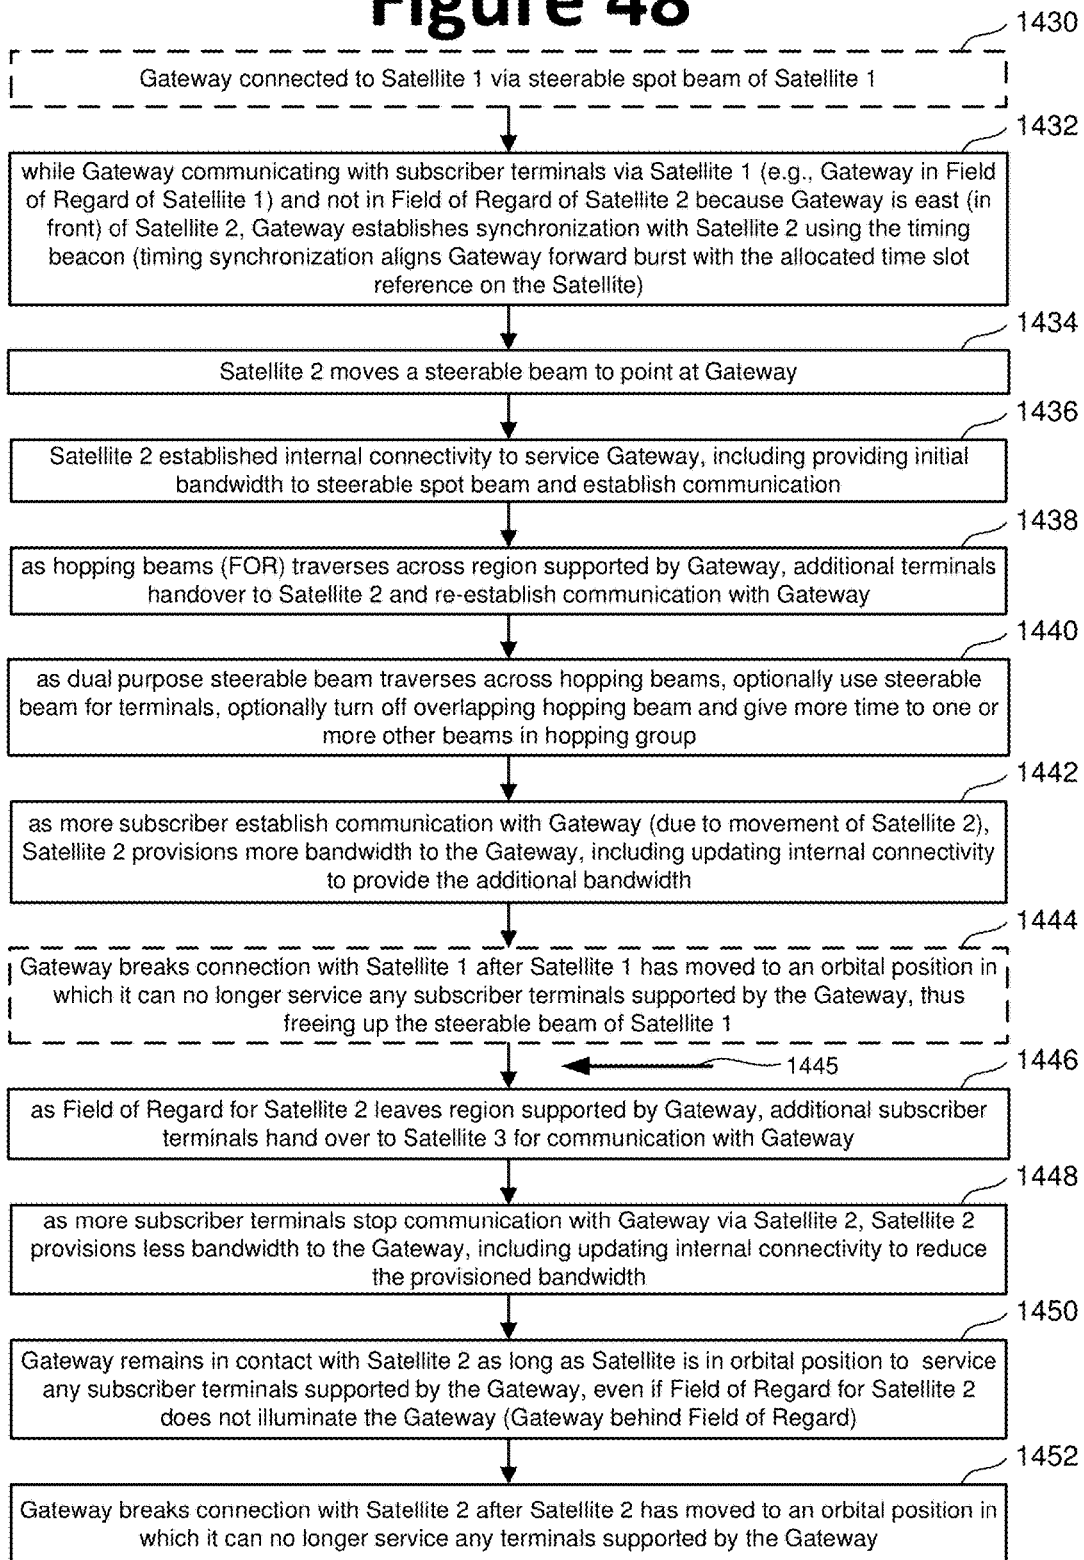 Figure 48
1430
Gateway connected to Satellite 1 via steerable spot beam of Satellite 1
1432
while Gateway communicating with subscriber terminals via Satellite 1 (e.g., Gateway in Field
of Regard of Satellite 1) and not in Field of Regard of Satellite 2 because Gateway is east (in
front) of Satellite 2, Gateway establishes synchronization with Satellite 2 using the timing
beacon (timing synchronization aligns Gateway forward burst with the allocated time slot
reference on the Satellite)
1434
Satellite 2 moves a steerable beam to point at Gateway
1436
Satellite 2 established internal connectivity to service Gateway, including providing initial
bandwidth to steerable spot beam and establish communication
1438
as hopping beams (FOR) traverses across region supported by Gateway, additional terminals
handover to Satellite 2 and re-establish communication with Gateway
1440
as dual purpose steerable beam traverses across hopping beams, optionally use steerable
beam for terminals, optionally turn off overlapping hopping beam and give more time to one or
more other beams in hopping group
1442
as more subscriber establish communication with Gateway (due to movement of Satellite 2),
Satellite 2 provisions more bandwidth to the Gateway, including updating internal connectivity
to provide the additional bandwidth
1444
Gateway breaks connection with Satellite 1 after Satellite 1 has moved to an orbital position in
which it can no longer service any subscriber terminals supported by the Gateway, thus
freeing up the steerable beam of Satellite 1
1445
1446
as Field of Regard for Satellite 2 leaves region supported by Gateway, additional subscriber
terminals hand over to Satellite 3 for communication with Gateway
1448
as more subscriber terminals stop communication with Gateway via Satellite 2, Satellite 2
provisions less bandwidth to the Gateway, including updating internal connectivity to reduce
the provisioned bandwidth
1450
Gateway remains in contact with Satellite 2 as long as Satellite is in orbital position to service
any subscriber terminals supported by the Gateway, even if Field of Regard for Satellite 2
does not illuminate the Gateway (Gateway behind Field of Regard)
1452
Gateway breaks connection with Satellite 2 after Satellite 2 has moved to an orbital position in
which it can no longer service any terminals supported by the Gateway